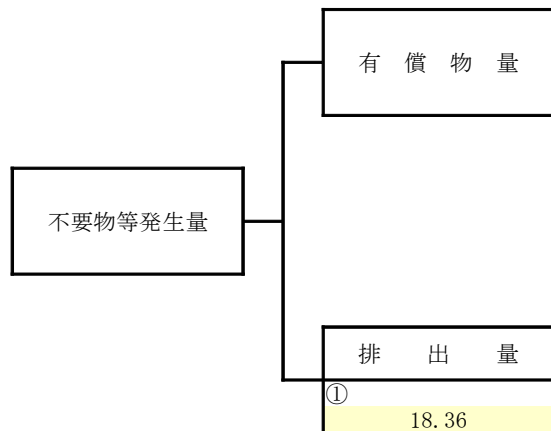 有 償 物 量
不要物等発生量
排 出 量
①
18.36